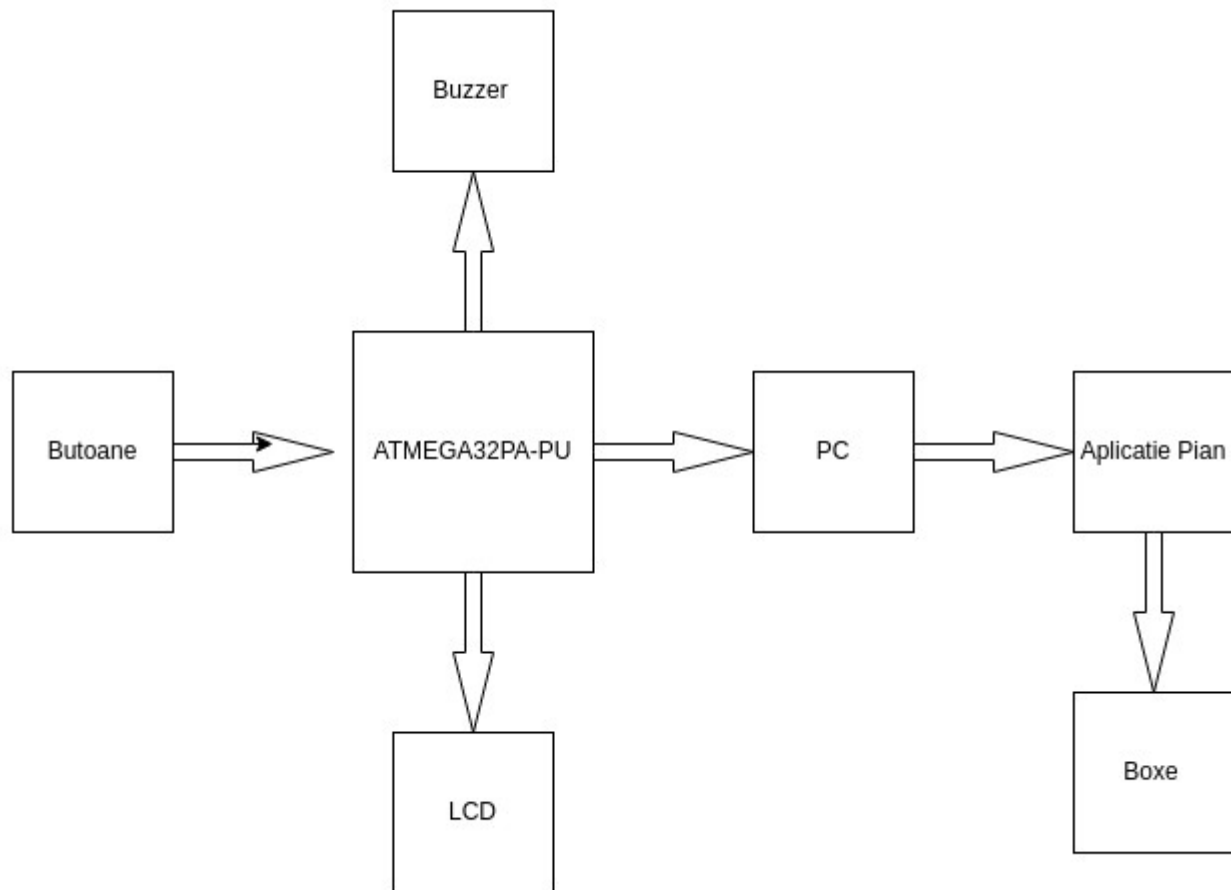 Buzzer
Butoane
ATMEGA32PA-PU
PC
Aplicatie Pian
Boxe
LCD